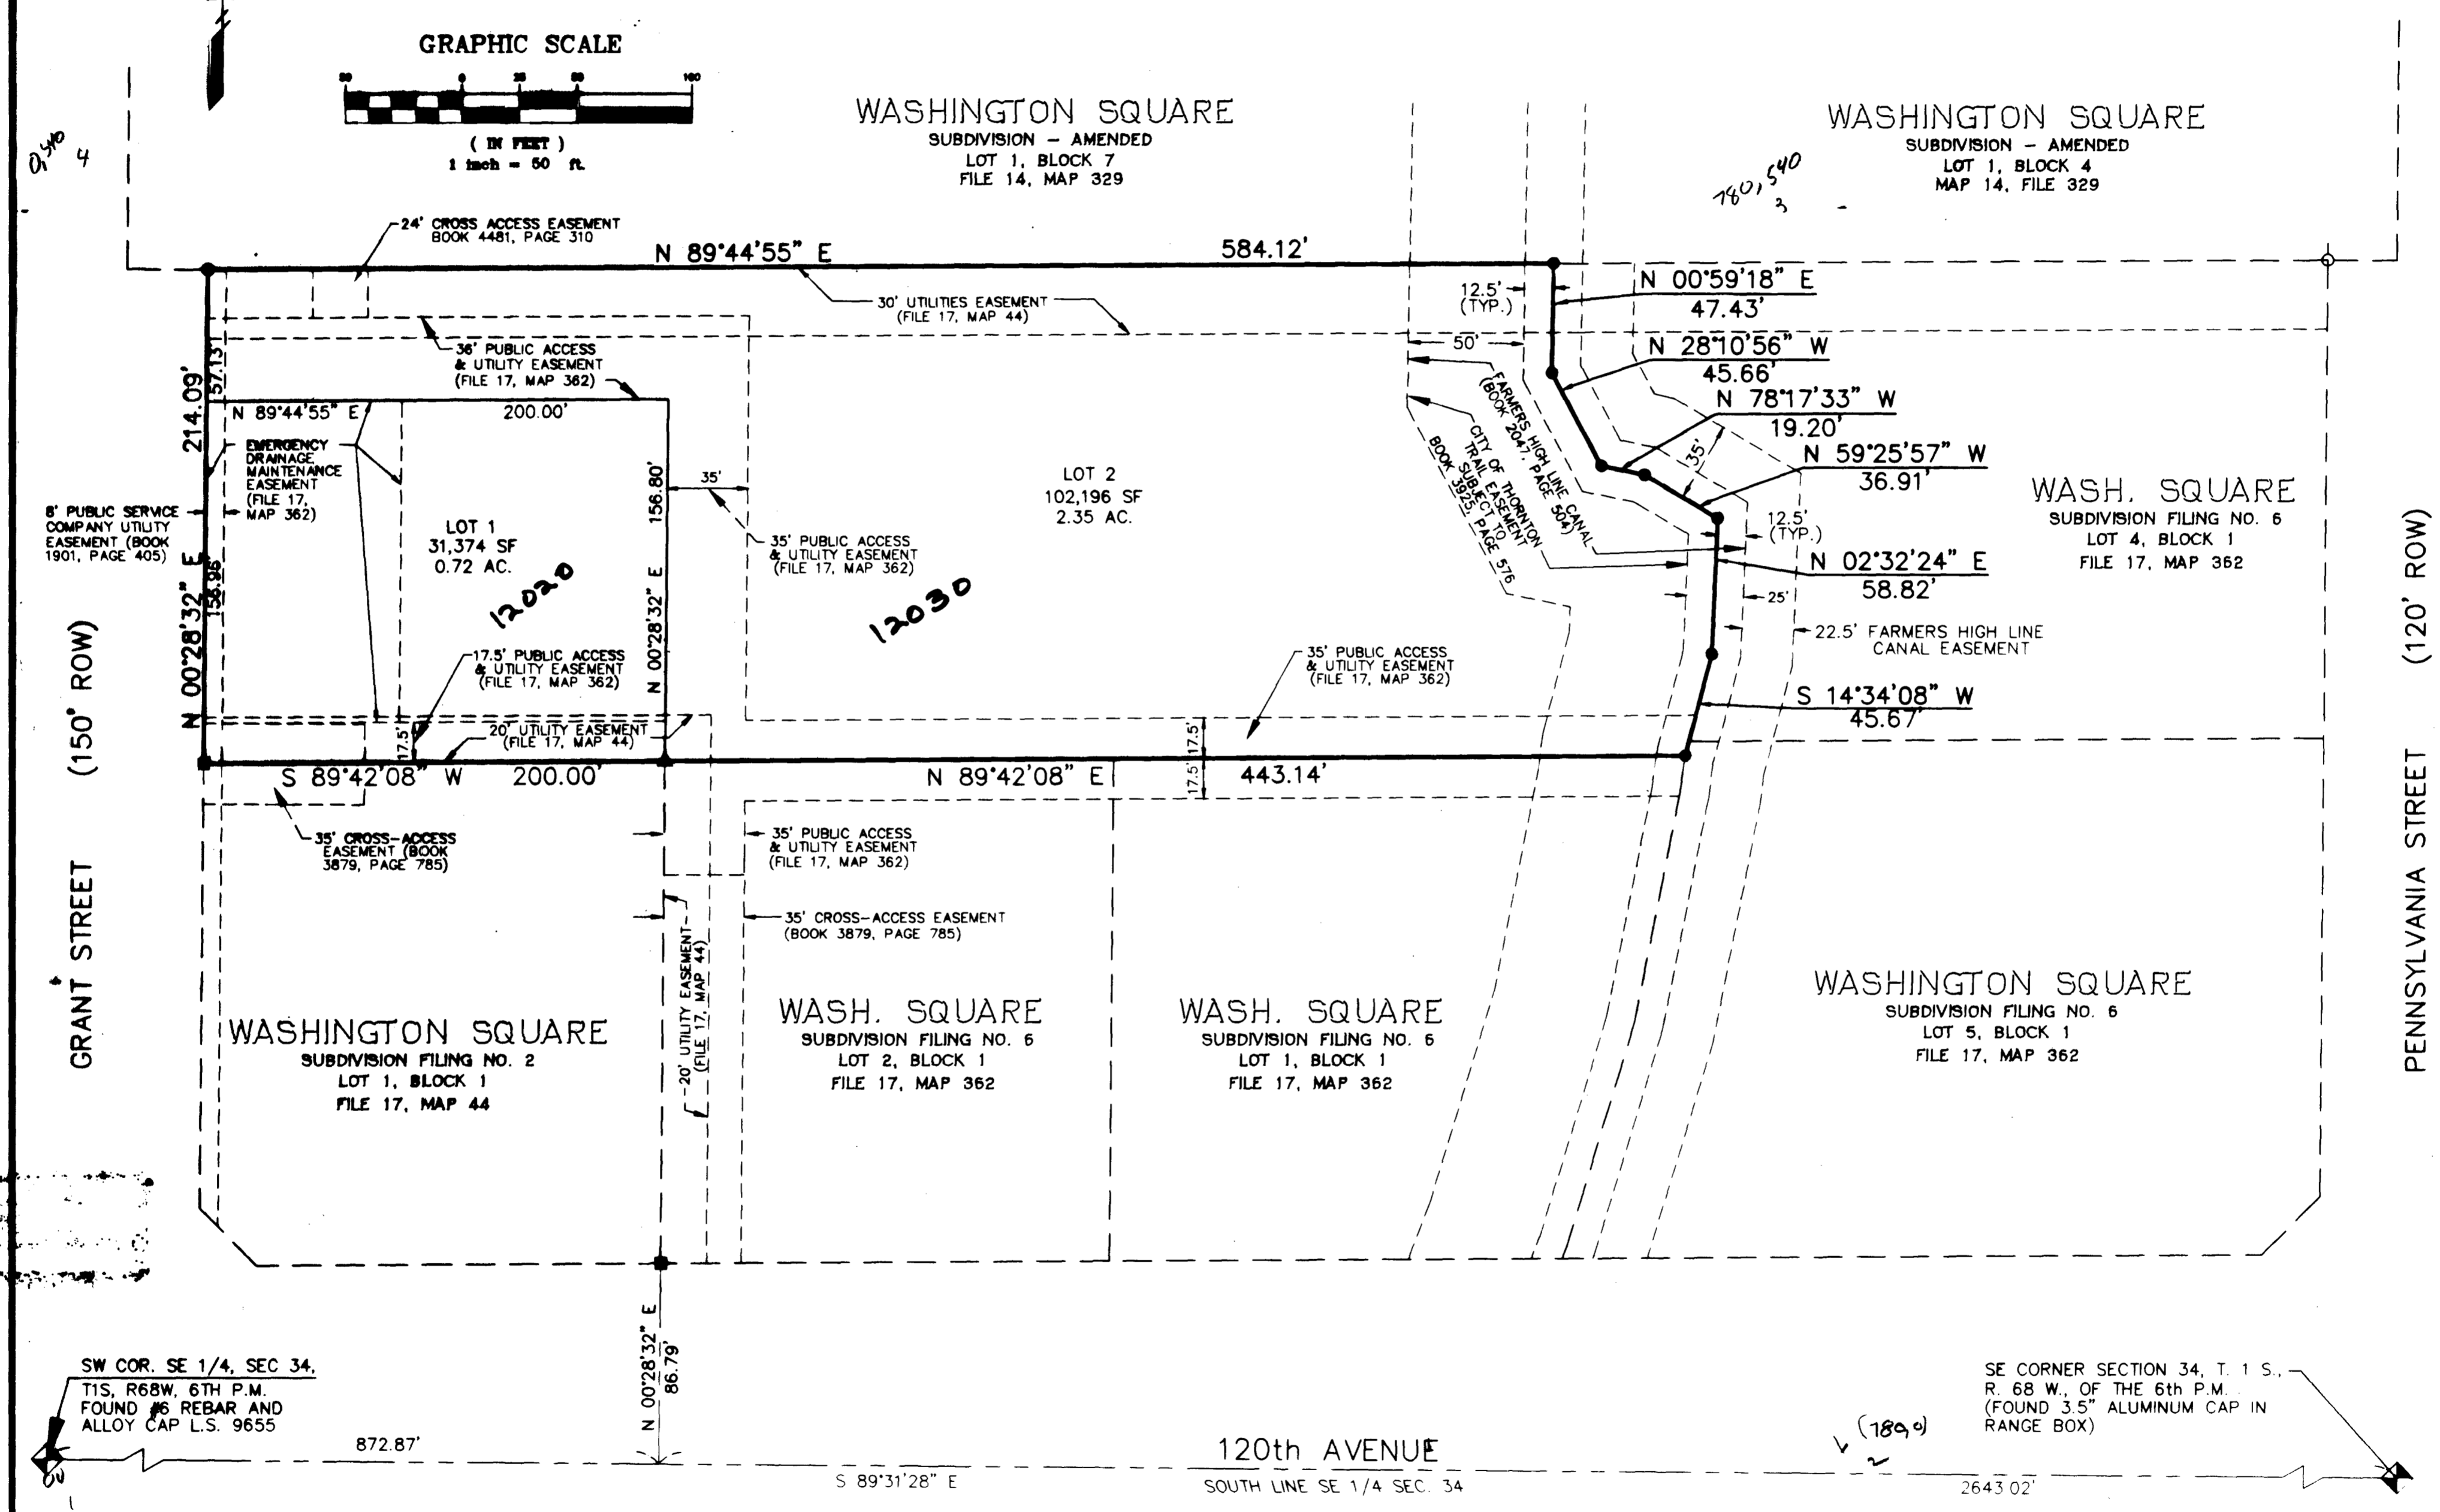 GRAPHIC SCALE
50 0 25 50 100
( IN FEET )
1 inch = 50 ft.
WASHINGTON SQUARE
SUBDIVISION - AMENDED
LOT 1, BLOCK 7
FILE 14, MAP 329
WASHINGTON SQUARE
SUBDIVISION - AMENDED
LOT 1, BLOCK 4
MAP 14, FILE 329
780,540
3
4
24' CROSS ACCESS EASEMENT
BOOK 4481, PAGE 310
N 89°44'55" E 584.12'
30' UTILITIES EASEMENT
(FILE 17, MAP 44)
12.5'
(TYP.)
N 00°59'18" E
47.43'
50'
N 28°10'56" W
45.66'
N 78°17'33" W
19.20'
35'
N 59°25'57" W
36.91'
12.5'
(TYP.)
N 02°32'24" E
58.82'
25'
22.5' FARMERS HIGH LINE
CANAL EASEMENT
S 14°34'08" W
45.67'
FARMERS HIGH LINE CANAL
(BOOK 2047, PAGE 504)
CITY OF THORNTON
TRAIL EASEMENT
SUBJECT TO
BOOK 3925, PAGE 576
WASH. SQUARE
SUBDIVISION FILING NO. 6
LOT 4, BLOCK 1
FILE 17, MAP 362
36' PUBLIC ACCESS
& UTILITY EASEMENT
(FILE 17, MAP 362)
214.09'
57.13'
N 00°28'32" E
156.96'
N 89°44'55" E 200.00'
EMERGENCY
DRAINAGE
MAINTENANCE
EASEMENT
(FILE 17,
MAP 362)
8' PUBLIC SERVICE
COMPANY UTILITY
EASEMENT (BOOK
1901, PAGE 405)
LOT 1
31,374 SF
0.72 AC.
12020
156.80'
N 00°28'32" E
35'
35' PUBLIC ACCESS
& UTILITY EASEMENT
(FILE 17, MAP 362)
LOT 2
102,196 SF
2.35 AC.
12030
17.5' PUBLIC ACCESS
& UTILITY EASEMENT
(FILE 17, MAP 362)
17.5'
20' UTILITY EASEMENT
(FILE 17, MAP 44)
35' PUBLIC ACCESS
& UTILITY EASEMENT
(FILE 17, MAP 362)
17.5'
17.5'
S 89°42'08" W 200.00'
N 89°42'08" E 443.14'
35' CROSS-ACCESS
EASEMENT (BOOK
3879, PAGE 785)
35' PUBLIC ACCESS
& UTILITY EASEMENT
(FILE 17, MAP 362)
35' CROSS-ACCESS EASEMENT
(BOOK 3879, PAGE 785)
20' UTILITY EASEMENT
(FILE 17, MAP 44)
GRANT STREET (150' ROW)
PENNSYLVANIA STREET (120' ROW)
WASHINGTON SQUARE
SUBDIVISION FILING NO. 2
LOT 1, BLOCK 1
FILE 17, MAP 44
WASH. SQUARE
SUBDIVISION FILING NO. 6
LOT 2, BLOCK 1
FILE 17, MAP 362
WASH. SQUARE
SUBDIVISION FILING NO. 6
LOT 1, BLOCK 1
FILE 17, MAP 362
WASHINGTON SQUARE
SUBDIVISION FILING NO. 6
LOT 5, BLOCK 1
FILE 17, MAP 362
N 00°28'32" E
86.79'
SW COR. SE 1/4, SEC 34,
T1S, R68W, 6TH P.M.
FOUND #6 REBAR AND
ALLOY CAP L.S. 9655
872.87'
SE CORNER SECTION 34, T. 1 S.,
R. 68 W., OF THE 6th P.M.
(FOUND 3.5" ALUMINUM CAP IN
RANGE BOX)
120th AVENUE
S 89°31'28" E
SOUTH LINE SE 1/4 SEC. 34
2643.02'
2